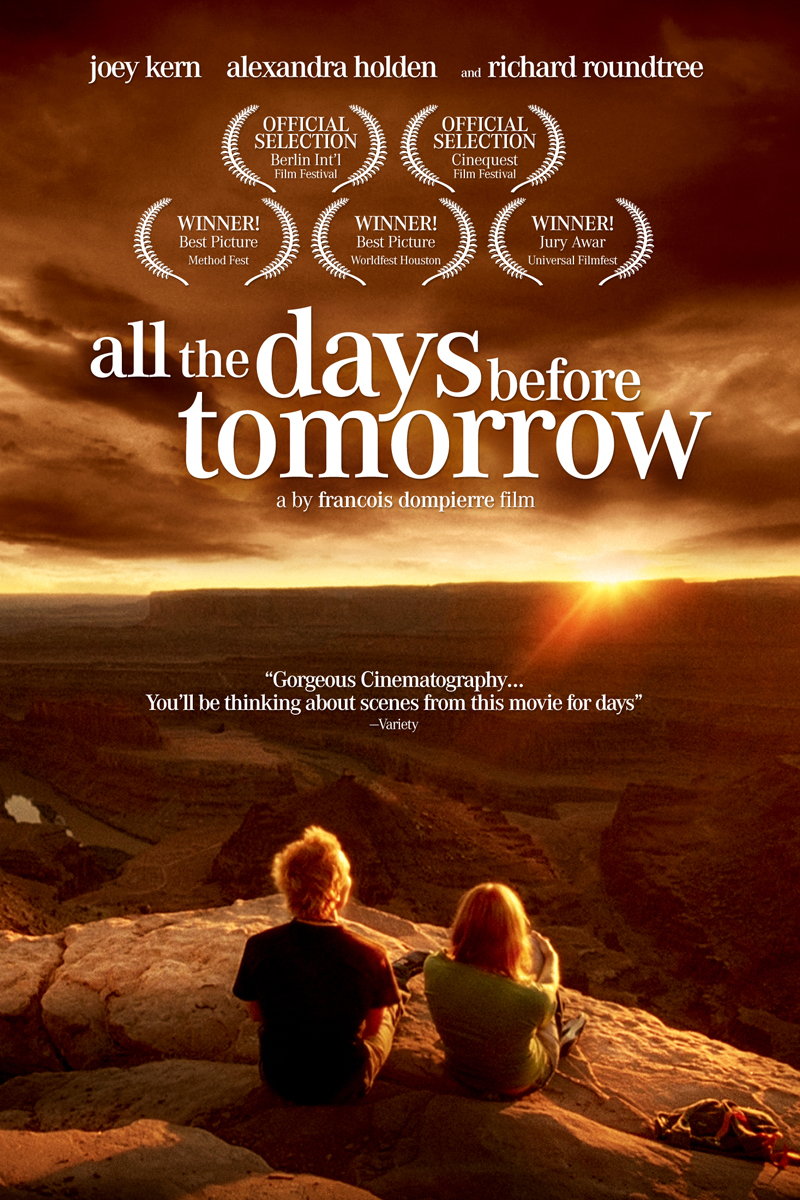 joey kern alexandra holden and richard roundtree
OFFICIAL
SELECTION
Berlin Int'l
Film Festival
OFFICIAL
SELECTION
Cinequest
Film Festival
WINNER!
Best Picture
Method Fest
WINNER!
Best Picture
Worldfest Houston
WINNER!
Jury Awar
Universal Filmfest
all the days before
tomorrow
a by francois dompierre film
“Gorgeous Cinematography...
You'll be thinking about scenes from this movie for days”
–Variety